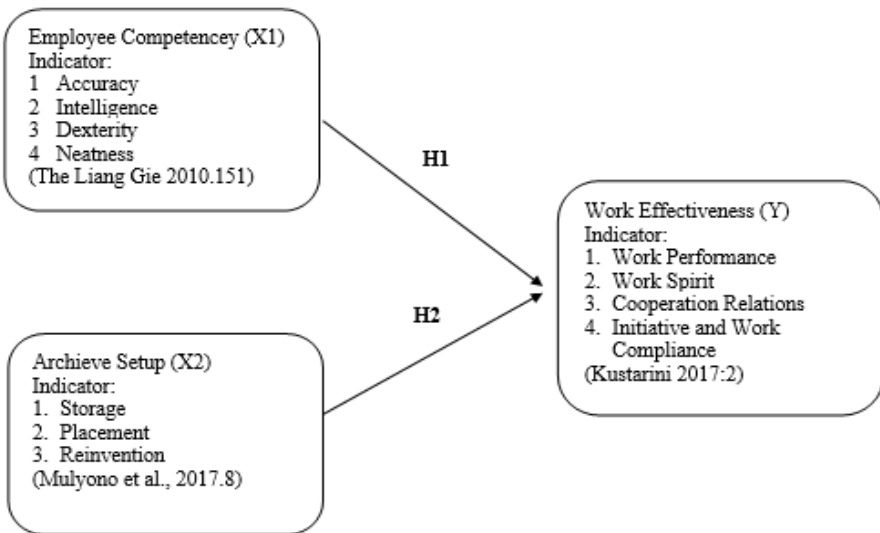 Employee Competencey (X1)
Indicator:
1 Accuracy
2 Intelligence
3 Dexterity
4 Neatness
(The Liang Gie 2010.151)
H1
Work Effectiveness (Y)
Indicator:
1. Work Performance
2. Work Spirit
3. Cooperation Relations
4. Initiative and Work
Compliance
(Kustarini 2017:2)
H2
Archieve Setup (X2)
Indicator:
1. Storage
2. Placement
3. Reinvention
(Mulyono et al., 2017.8)